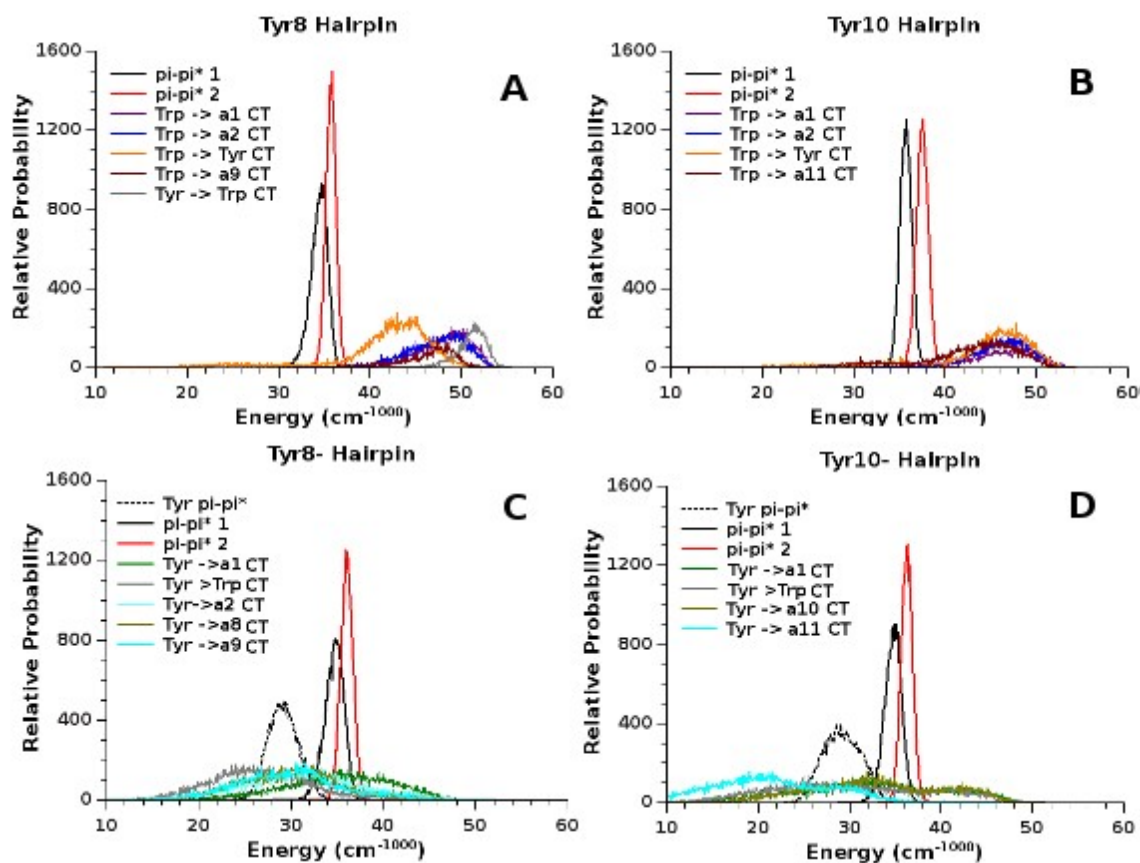 Tyr8 Hairpin
1600
1200
800
400
0
Relative Probability
pi-pi* 1
pi-pi* 2
Trp -> a1 CT
Trp -> a2 CT
Trp -> Tyr CT
Trp -> a9 CT
Tyr -> Trp CT
A
10 20 30 40 50 60
Energy (cm-1000)
Tyr10 Hairpin
1600
1200
800
400
0
Relative Probability
pi-pi* 1
pi-pi* 2
Trp -> a1 CT
Trp -> a2 CT
Trp -> Tyr CT
Trp -> a11 CT
B
10 20 30 40 50 60
Energy (cm-1000)
Tyr8- Hairpin
1600
1200
800
400
0
Relative Probability
Tyr pi-pi*
pi-pi* 1
pi-pi* 2
Tyr ->a1 CT
Tyr >Trp CT
Tyr->a2 CT
Tyr ->a8 CT
Tyr ->a9 CT
C
10 20 30 40 50 60
Energy (cm-1000)
Tyr10- Hairpin
1600
1200
800
400
0
Relative Probability
Tyr pi-pi*
pi-pi* 1
pi-pi* 2
Tyr ->a1 CT
Tyr >Trp CT
Tyr -> a10 CT
Tyr -> a11 CT
D
10 20 30 40 50 60
Energy (cm-1000)